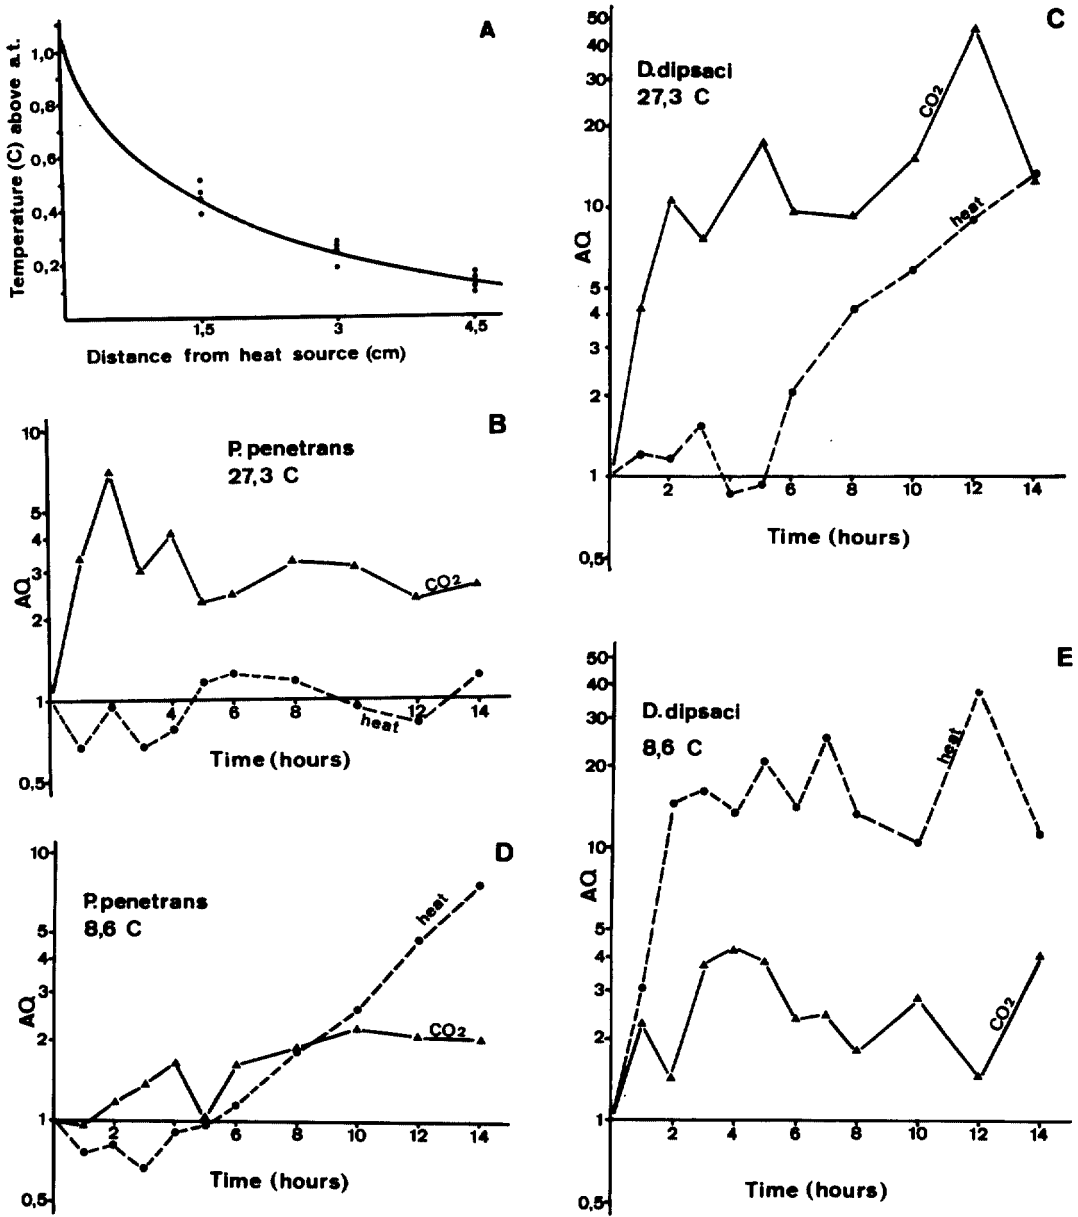 A
Temperature (C) above a.t.
1,0
0,8
0,6
0,4
0,2
1,5 3 4,5
Distance from heat source (cm)
B
P. penetrans
27,3 C
AQ
10
5
4
3
2
1
0,5
CO2
heat
4 6 8 10 12 14
Time (hours)
D
P. penetrans
8,6 C
AQ
10
5
4
3
2
1
0,5
heat
CO2
2 6 8 10 12 14
Time (hours)
C
D. dipsaci
27,3 C
AQ
50
40
30
20
10
5
4
3
2
1
0,5
CO2
heat
2 4 6 8 10 12 14
Time (hours)
E
D. dipsaci
8,6 C
AQ
50
40
30
20
10
5
4
3
2
1
0,5
heat
CO2
2 4 6 8 10 12 14
Time (hours)